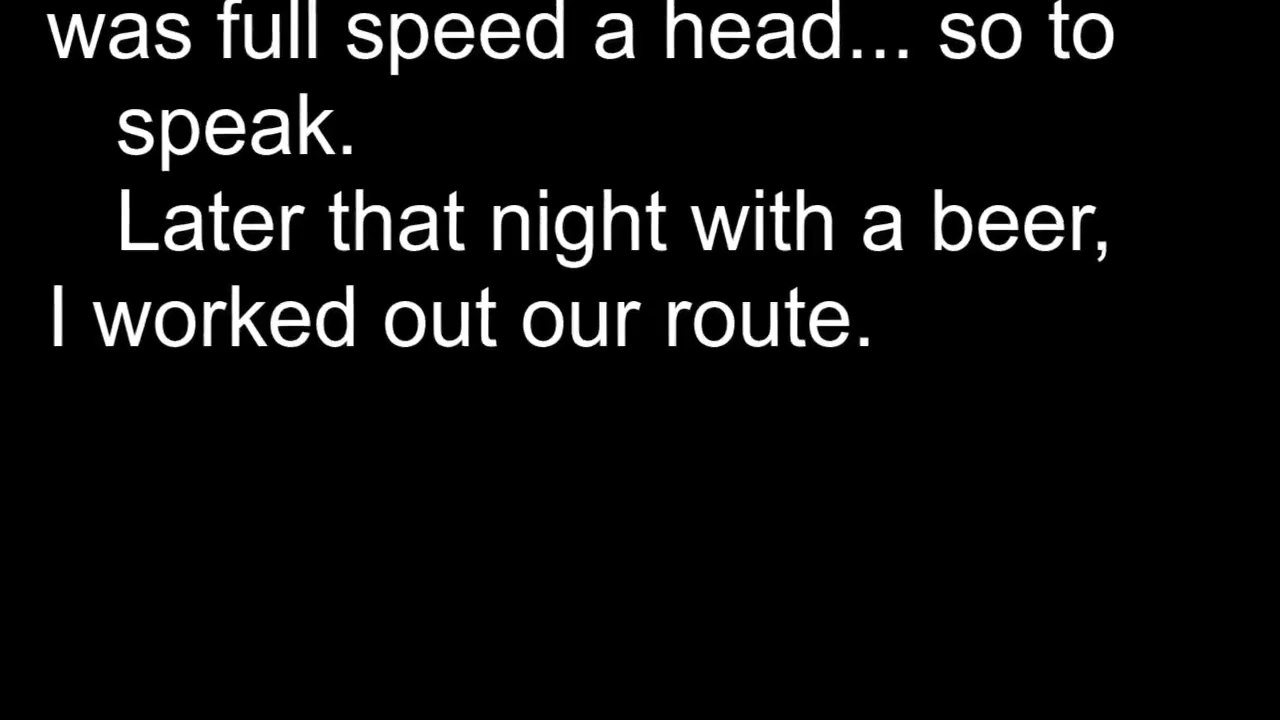 was full speed a head... so to
speak.
Later that night with a beer,
I worked out our route.